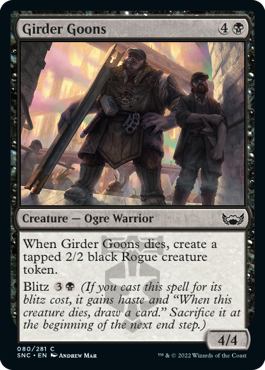 Girder Goons 4
Creature — Ogre Warrior
When Girder Goons dies, create a
tapped 2/2 black Rogue creature
token.
Blitz 3 (If you cast this spell for its
blitz cost, it gains haste and “When this
creature dies, draw a card.” Sacrifice it at
the beginning of the next end step.)
4/4
080/281 C
SNC • EN Andrew Mar
™ & © 2022 Wizards of the Coast